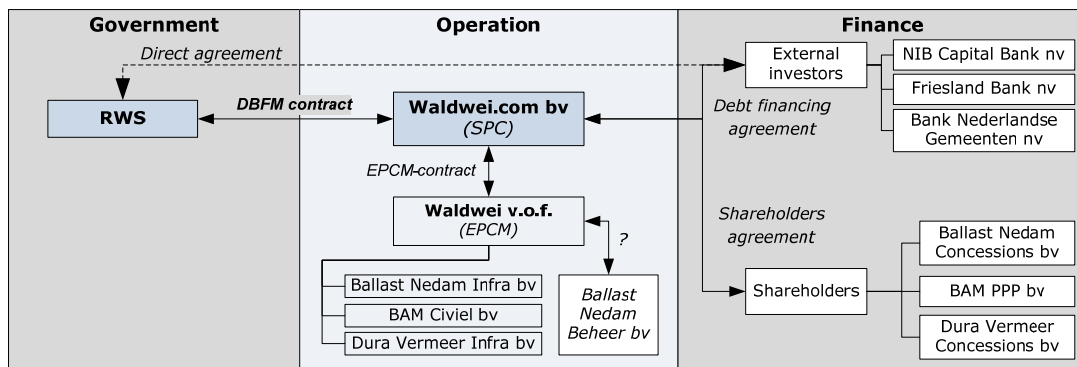 Government
Operation
Finance
Direct agreement
External
investors
NIB Capital Bank nv
Friesland Bank nv
Bank Nederlandse
Gemeenten nv
RWS
DBFM contract
Waldwei.com bv
(SPC)
Debt financing
agreement
EPCM-contract
Waldwei v.o.f.
(EPCM)
?
Shareholders
agreement
Ballast Nedam Infra bv
BAM Civiel bv
Dura Vermeer Infra bv
Ballast
Nedam
Beheer bv
Shareholders
Ballast Nedam
Concessions bv
BAM PPP bv
Dura Vermeer
Concessions bv